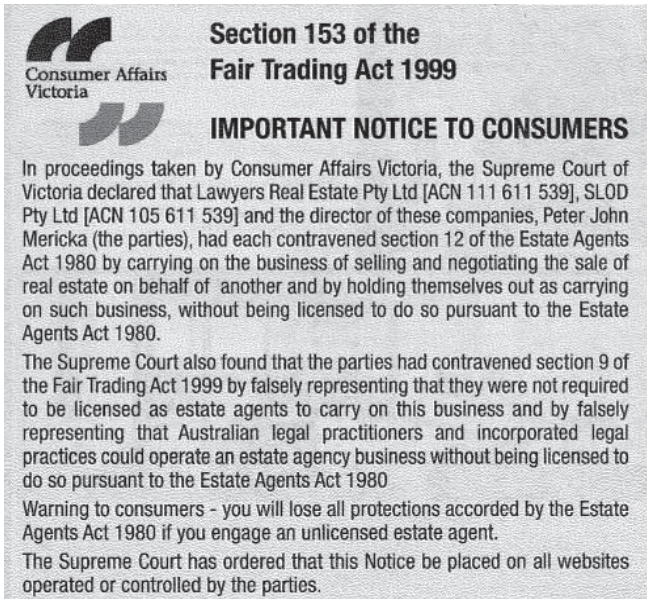 Section 153 of the
Fair Trading Act 1999
Consumer Affairs
Victoria
IMPORTANT NOTICE TO CONSUMERS
In proceedings taken by Consumer Affairs Victoria, the Supreme Court of
Victoria declared that Lawyers Real Estate Pty Ltd [ACN 111 611 539], SLOD
Pty Ltd [ACN 105 611 539] and the director of these companies, Peter John
Mericka (the parties), had each contravened section 12 of the Estate Agents
Act 1980 by carrying on the business of selling and negotiating the sale of
real estate on behalf of another and by holding themselves out as carrying
on such business, without being licensed to do so pursuant to the Estate
Agents Act 1980.
The Supreme Court also found that the parties had contravened section 9 of
the Fair Trading Act 1999 by falsely representing that they were not required
to be licensed as estate agents to carry on this business and by falsely
representing that Australian legal practitioners and incorporated legal
practices could operate an estate agency business without being licensed to
do so pursuant to the Estate Agents Act 1980
Warning to consumers - you will lose all protections accorded by the Estate
Agents Act 1980 if you engage an unlicensed estate agent.
The Supreme Court has ordered that this Notice be placed on all websites
operated or controlled by the parties.